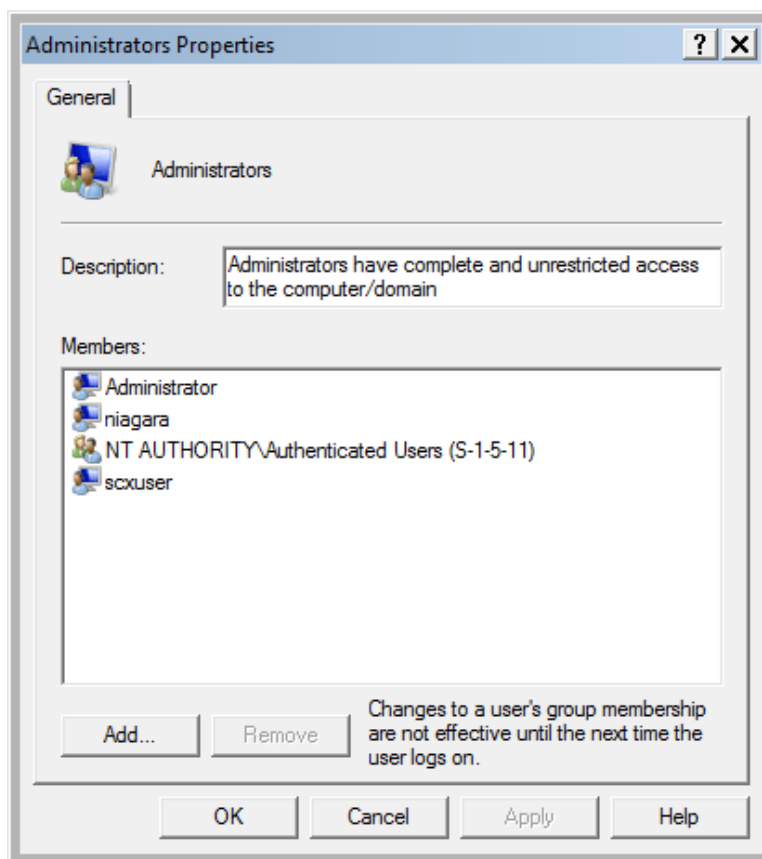 Administrators Properties
? X
General
Administrators
Description:
Administrators have complete and unrestricted access
to the computer/domain
Members:
Administrator
niagara
NT AUTHORITY\Authenticated Users (S-1-5-11)
scxuser
Add...
Remove
Changes to a user's group membership
are not effective until the next time the
user logs on.
OK
Cancel
Apply
Help